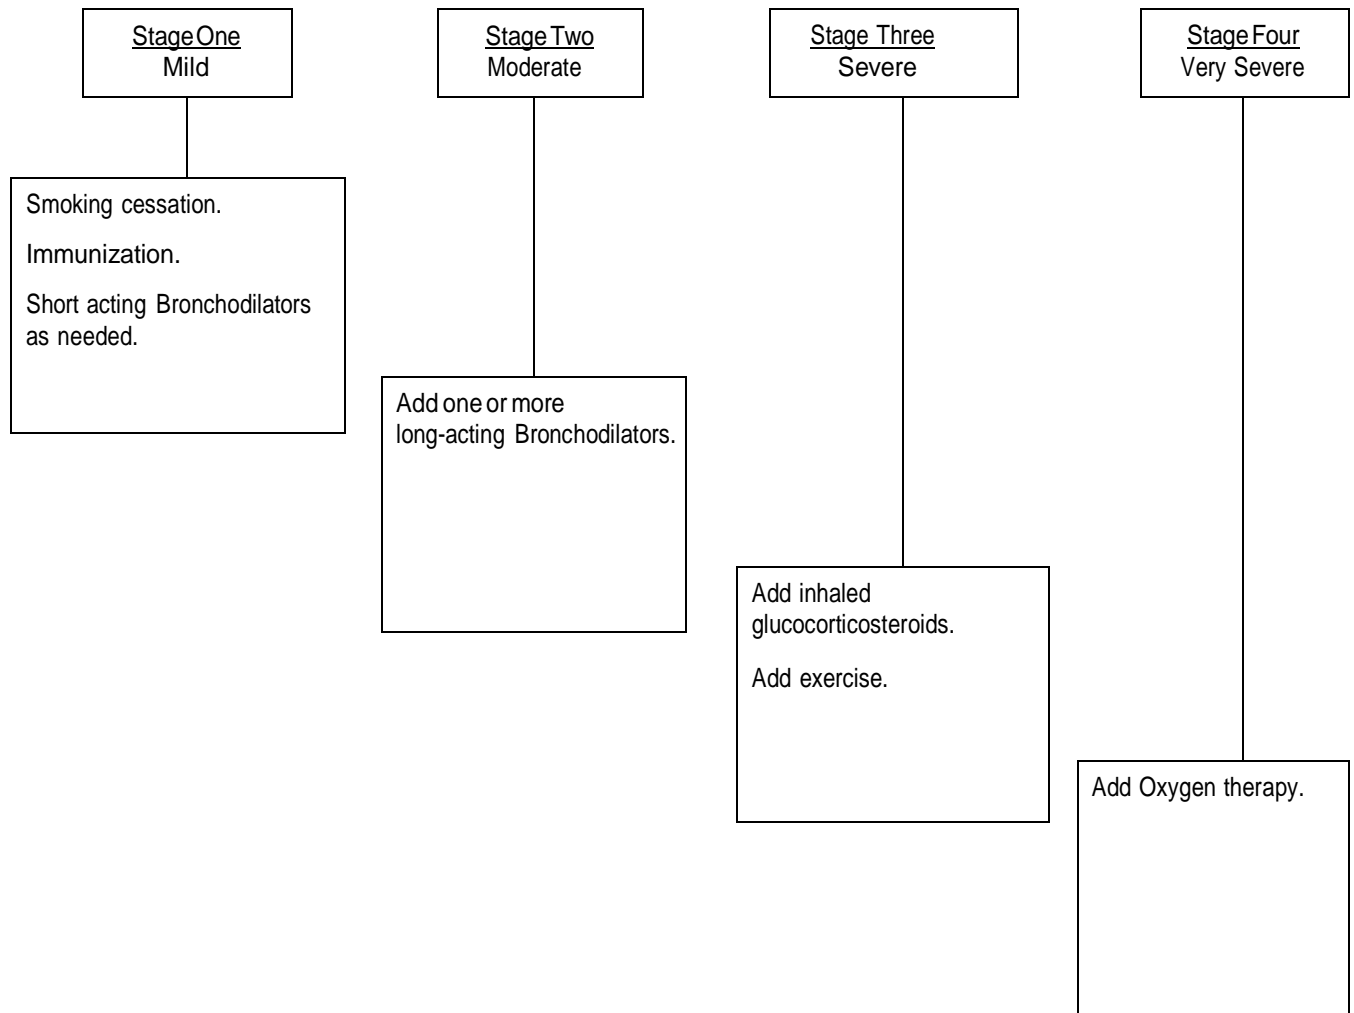 Stage One
Mild
Stage Two
Moderate
Stage Three
Severe
Stage Four
Very Severe
Smoking cessation.
Immunization.
Short acting Bronchodilators
as needed.
Add one or more
long-acting Bronchodilators.
Add inhaled
glucocorticosteroids.
Add exercise.
Add Oxygen therapy.